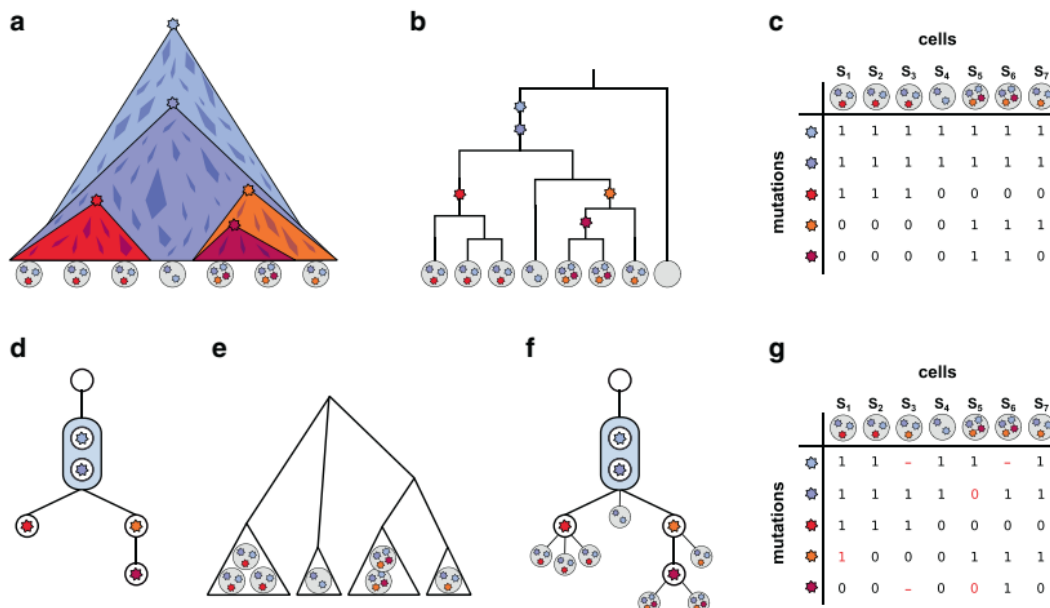 a
b
c
cells
S1 S2 S3 S4 S5 S6 S7
mutations
1 1 1 1 1 1 1
1 1 1 1 1 1 1
1 1 1 0 0 0 0
0 0 0 0 1 1 1
0 0 0 0 1 1 0
d
e
f
g
cells
S1 S2 S3 S4 S5 S6 S7
mutations
1 1 – 1 1 – 1
1 1 1 1 0 1 1
1 1 1 0 0 0 0
1 0 0 0 1 1 1
0 0 – 0 0 1 0